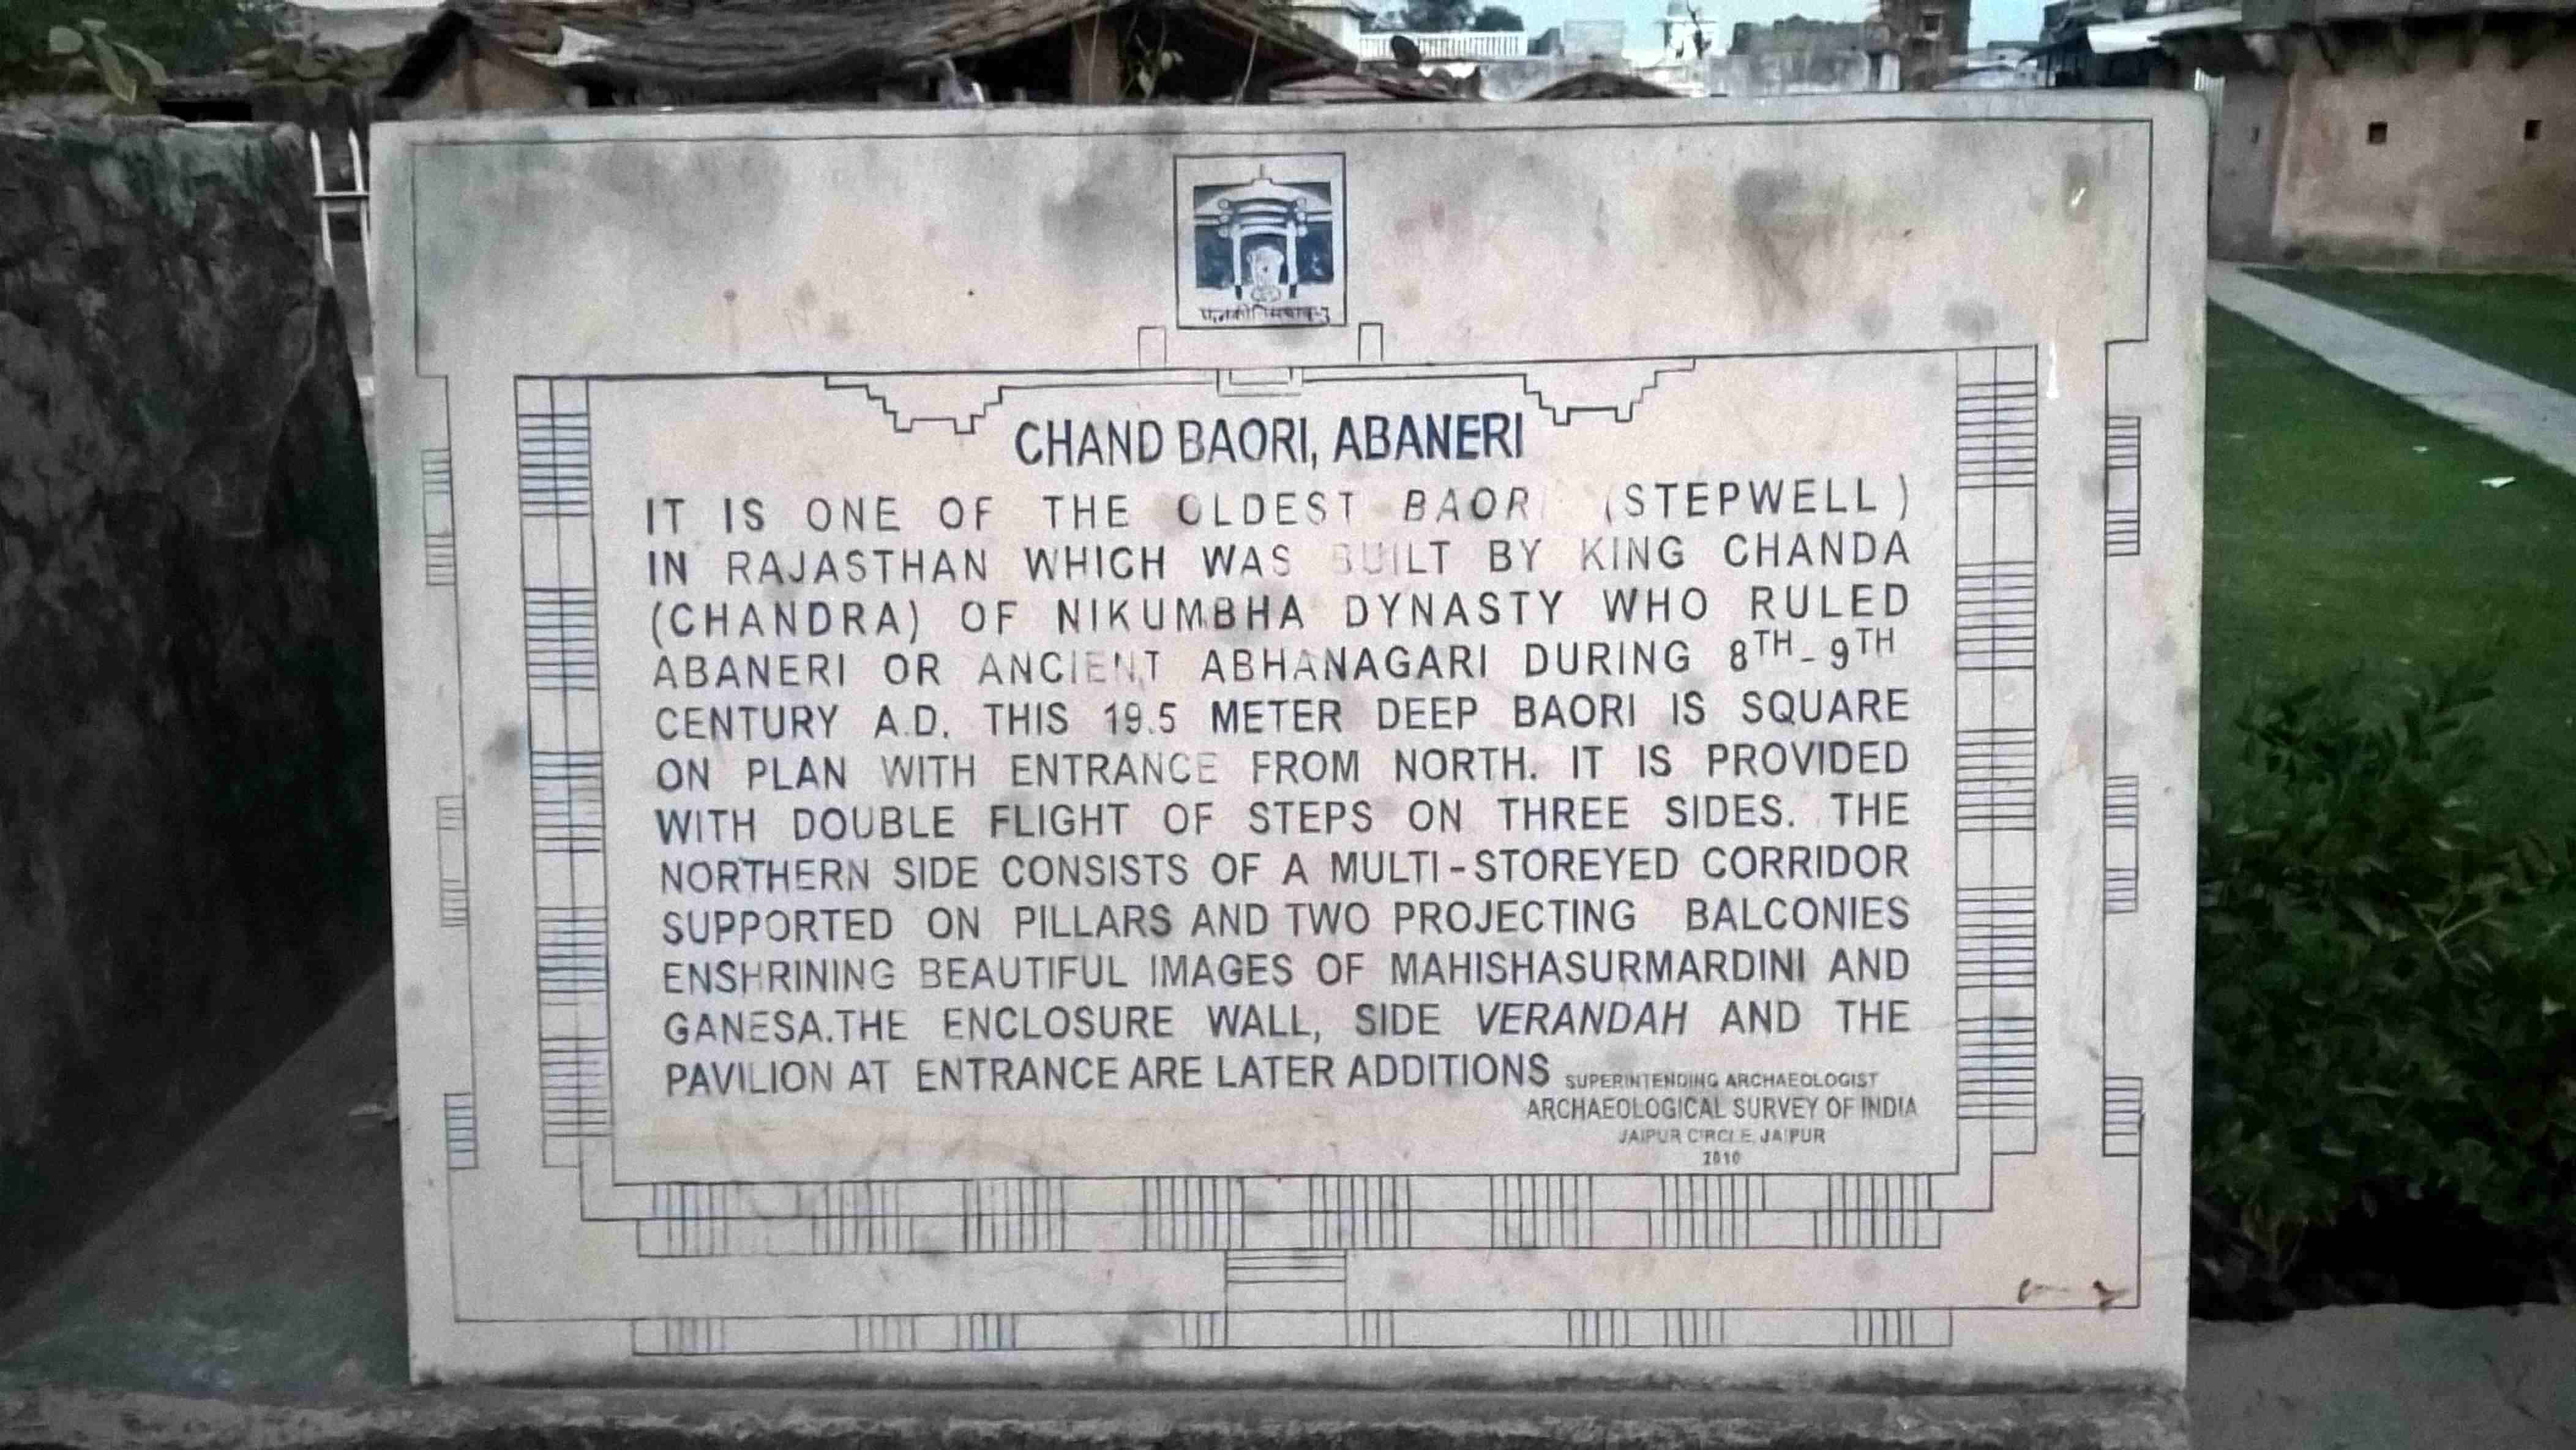 CHAND BAORI, ABANERI
IT IS ONE OF THE OLDEST BAORI (STEPWELL)
IN RAJASTHAN WHICH WAS BUILT BY KING CHANDA
(CHANDRA) OF NIKUMBHA DYNASTY WHO RULED
ABANERI OR ANCIENT ABHANAGARI DURING 8TH-9TH
CENTURY A.D. THIS 19.5 METER DEEP BAORI IS SQUARE
ON PLAN WITH ENTRANCE FROM NORTH. IT IS PROVIDED
WITH DOUBLE FLIGHT OF STEPS ON THREE SIDES. THE
NORTHERN SIDE CONSISTS OF A MULTI-STOREYED CORRIDOR
SUPPORTED ON PILLARS AND TWO PROJECTING BALCONIES
ENSHRINING BEAUTIFUL IMAGES OF MAHISHASURMARDINI AND
GANESA.THE ENCLOSURE WALL, SIDE VERANDAH AND THE
PAVILION AT ENTRANCE ARE LATER ADDITIONS
SUPERINTENDING ARCHAEOLOGIST
ARCHAEOLOGICAL SURVEY OF INDIA
JAIPUR CIRCLE, JAIPUR
2010